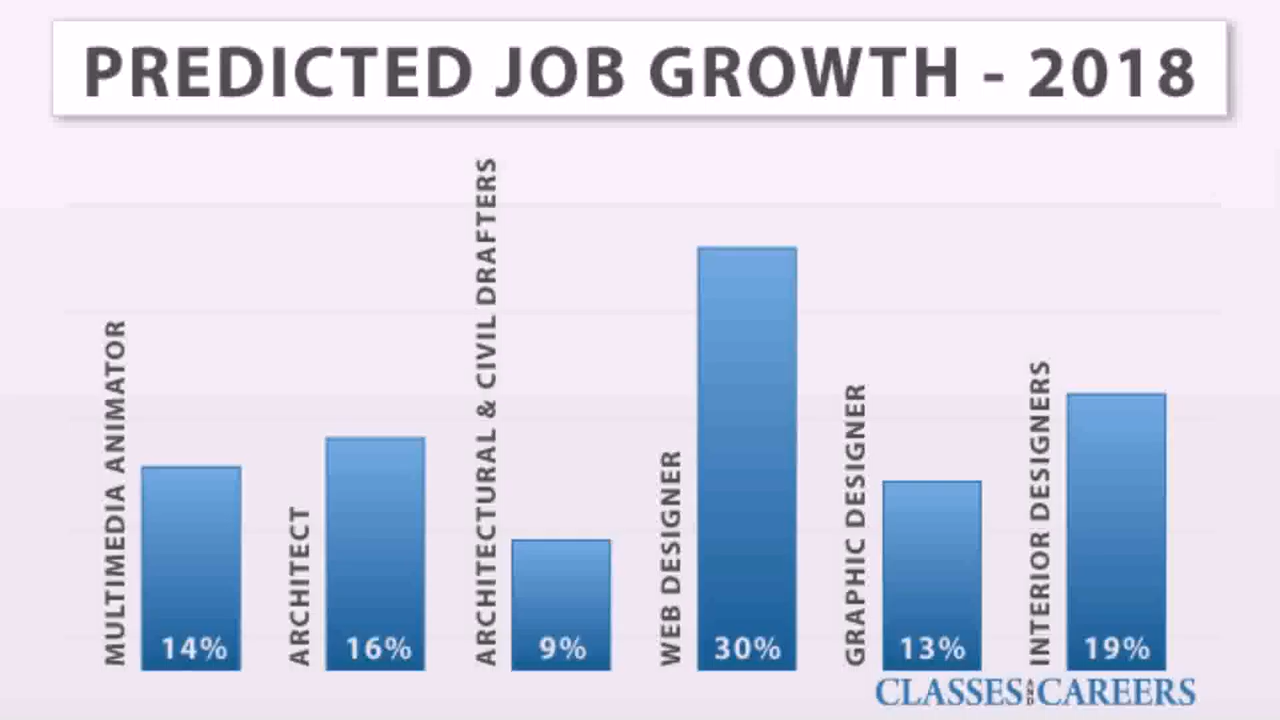 PREDICTED JOB GROWTH - 2018
MULTIMEDIA ANIMATOR
14%
ARCHITECT
16%
ARCHITECTURAL & CIVIL DRAFTERS
9%
WEB DESIGNER
30%
GRAPHIC DESIGNER
13%
INTERIOR DESIGNERS
19%
CLASSES AND CAREERS